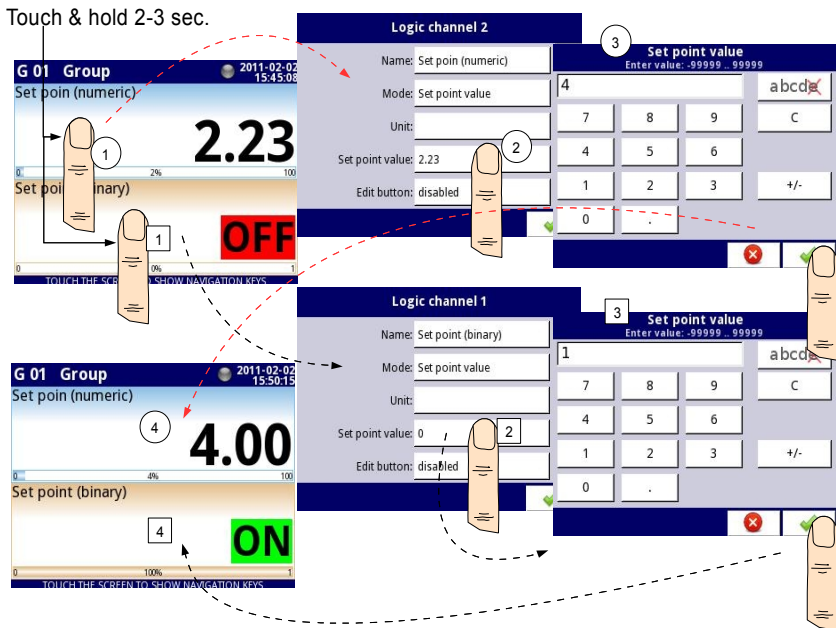 Touch & hold 2-3 sec.
G 01 Group
2011-02-02
15:45:08
Set poin (numeric)
1
2.23
0 2% 100
Set poi inary)
1
OFF
0 0% 1
TOUCH THE SCREEN TO SHOW NAVIGATION KEYS
Logic channel 2
Name: Set poin (numeric)
Mode: Set point value
Unit:
Set point value: 2.23
2
Edit button: disabled
3
Set point value
Enter value: -99999 .. 99999
4
abcde
7 8 9 C
4 5 6
1 2 3 +/-
0 .
Logic channel 1
Name: Set point (binary)
Mode: Set point value
Unit:
Set point value: 0
2
Edit button: disabled
3
Set point value
Enter value: -99999 .. 99999
1
abcde
7 8 9 C
4 5 6
1 2 3 +/-
0 .
G 01 Group
2011-02-02
15:50:15
Set poin (numeric)
4
4.00
0 4% 100
Set point (binary)
4
ON
0 100% 1
TOUCH THE SCREEN TO SHOW NAVIGATION KEYS